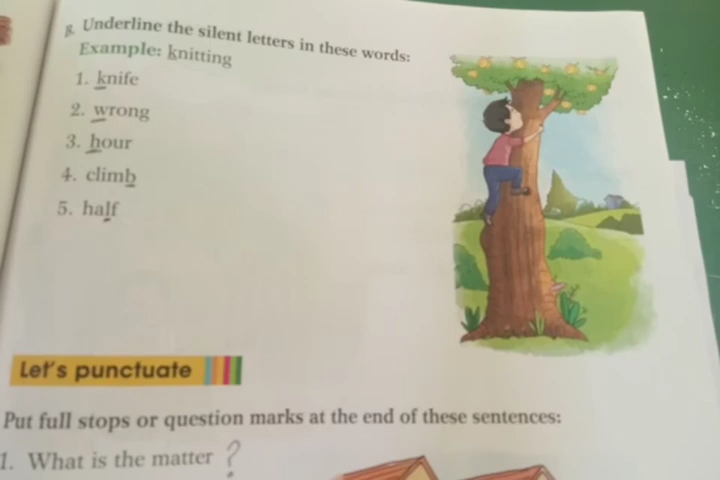 g. Underline the silent letters in these words:
Example: knitting
1. knife
2. wrong
3. hour
4. climb
5. half
Let's punctuate
Put full stops or question marks at the end of these sentences:
1. What is the matter ?